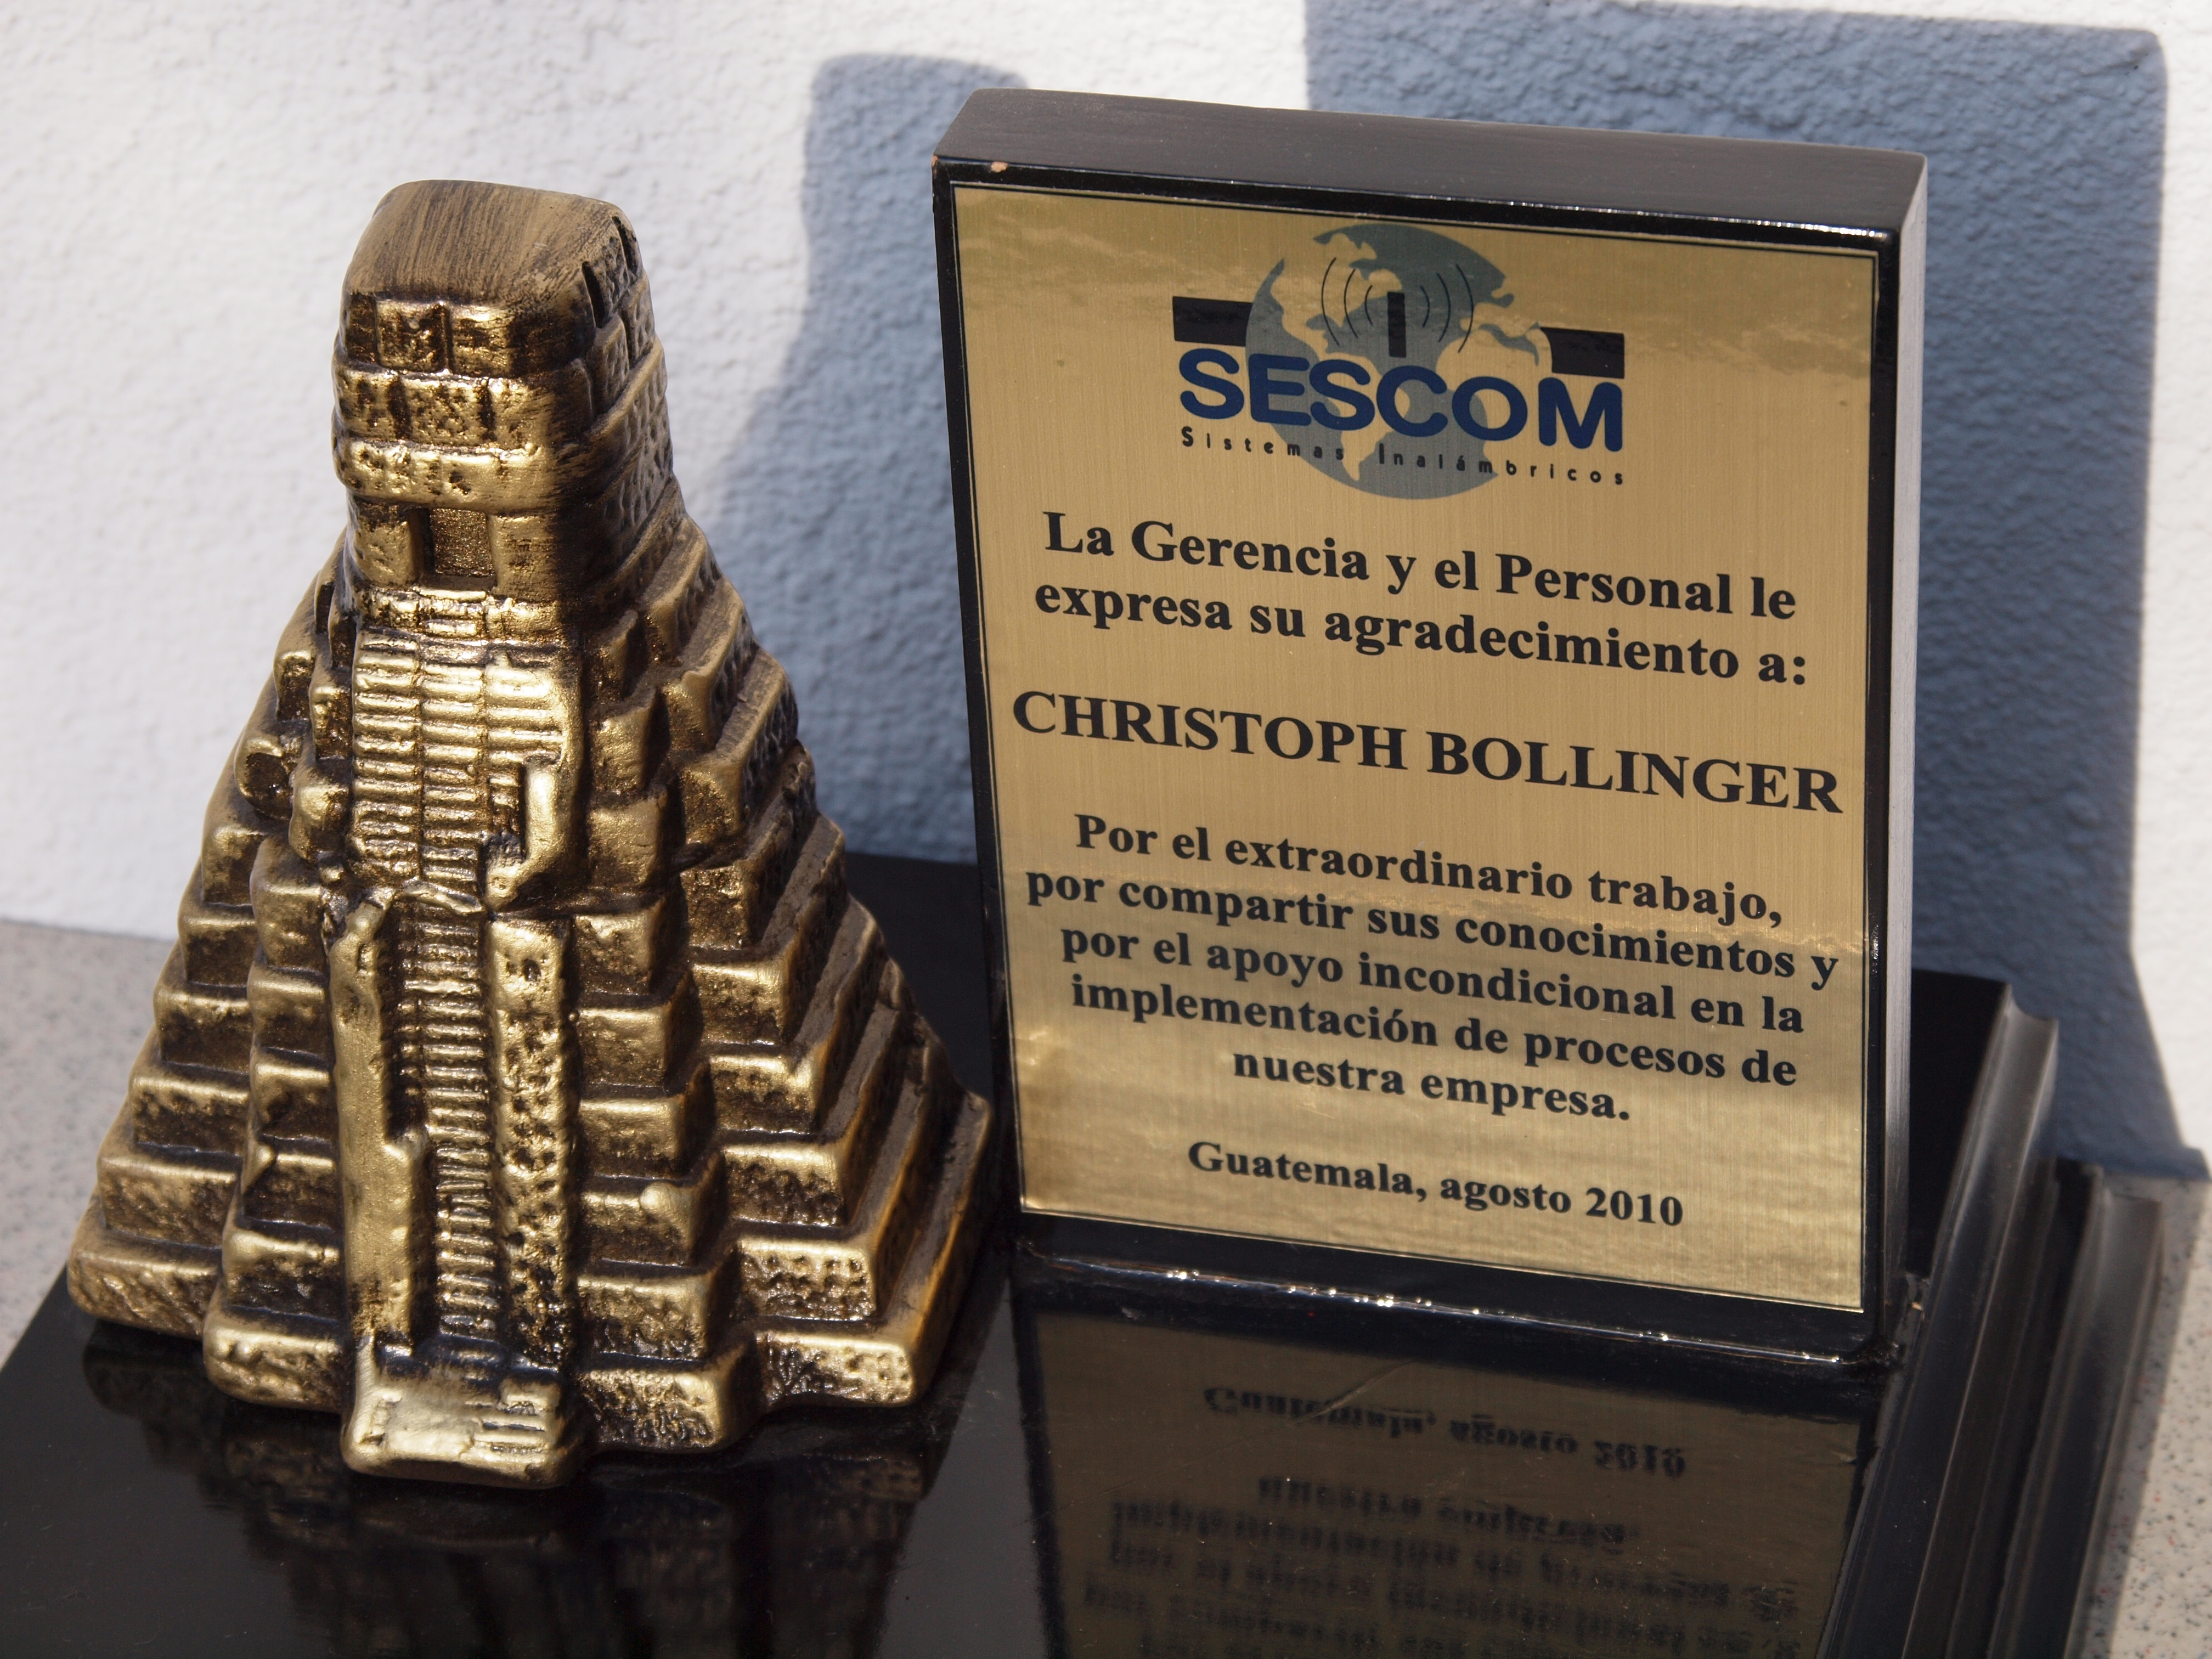 SESCOM
Sistemas Inalámbricos
La Gerencia y el Personal le
expresa su agradecimiento a:
CHRISTOPH BOLLINGER
Por el extraordinario trabajo,
por compartir sus conocimientos y
por el apoyo incondicional en la
implementación de procesos de
nuestra empresa.
Guatemala, agosto 2010